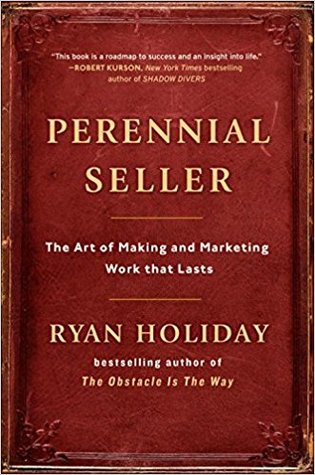 "This book is a roadmap to success and an insight into life."
—ROBERT KURSON, New York Times bestselling
author of SHADOW DIVERS
PERENNIAL
SELLER
The Art of Making and Marketing
Work that Lasts
RYAN HOLIDAY
bestselling author of
The Obstacle Is The Way